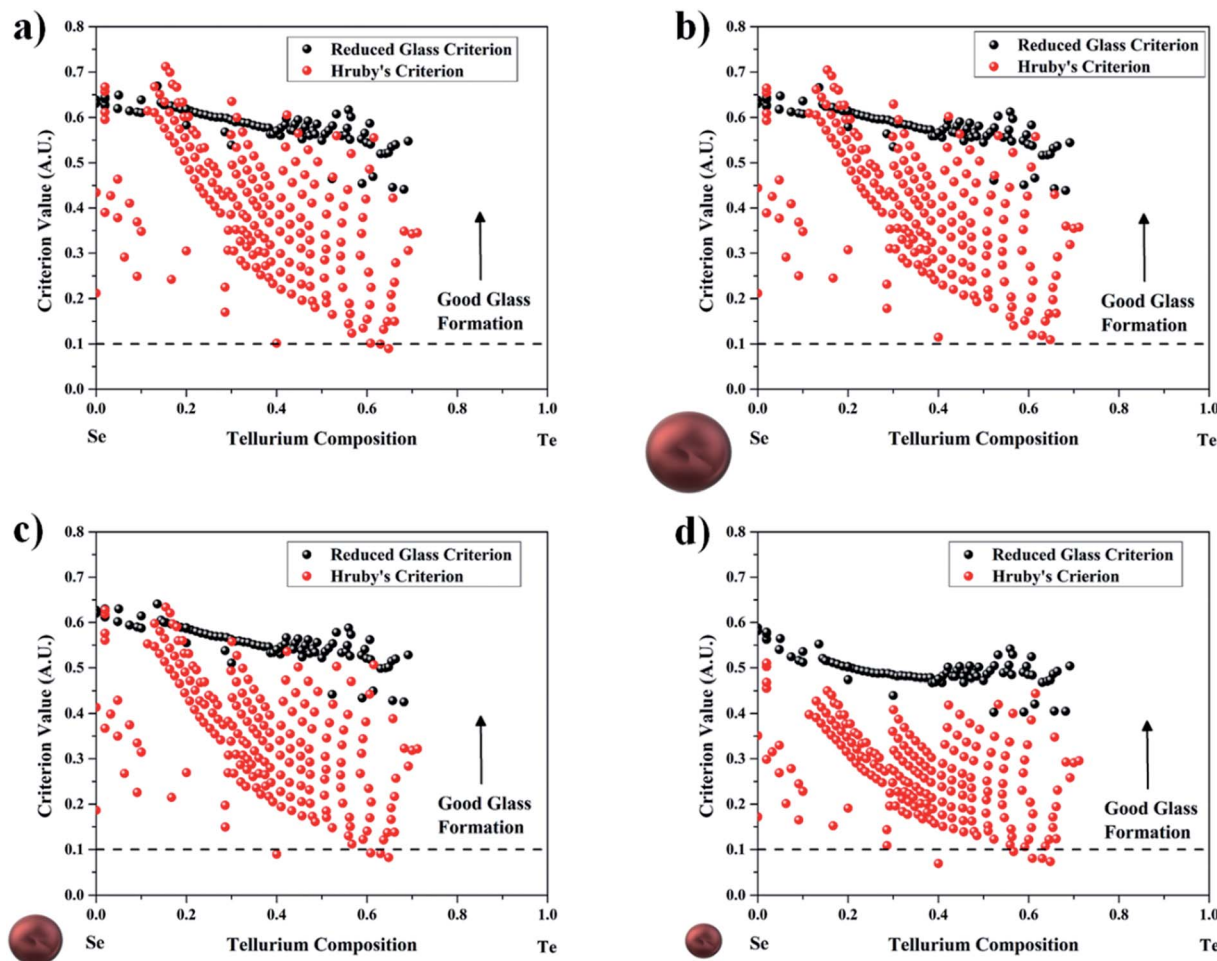 a)
0.8
0.7
0.6
0.5
0.4
0.3
0.2
0.1
0.0
Criterion Value (A.U.)
Reduced Glass Criterion
Hruby's Criterion
Good Glass
Formation
0.0 0.2 0.4 0.6 0.8 1.0
Se Tellurium Composition Te
b)
0.8
0.7
0.6
0.5
0.4
0.3
0.2
0.1
0.0
Criterion Value (A.U.)
Reduced Glass Criterion
Hruby's Criterion
Good Glass
Formation
0.0 0.2 0.4 0.6 0.8 1.0
Se Tellurium Composition Te
c)
0.8
0.7
0.6
0.5
0.4
0.3
0.2
0.1
0.0
Criterion Value (A.U.)
Reduced Glass Criterion
Hruby's Criterion
Good Glass
Formation
0.0 0.2 0.4 0.6 0.8 1.0
Se Tellurium Composition Te
d)
0.8
0.7
0.6
0.5
0.4
0.3
0.2
0.1
0.0
Criterion Value (A.U.)
Reduced Glass Criterion
Hruby's Crierion
Good Glass
Formation
0.0 0.2 0.4 0.6 0.8 1.0
Se Tellurium Composition Te